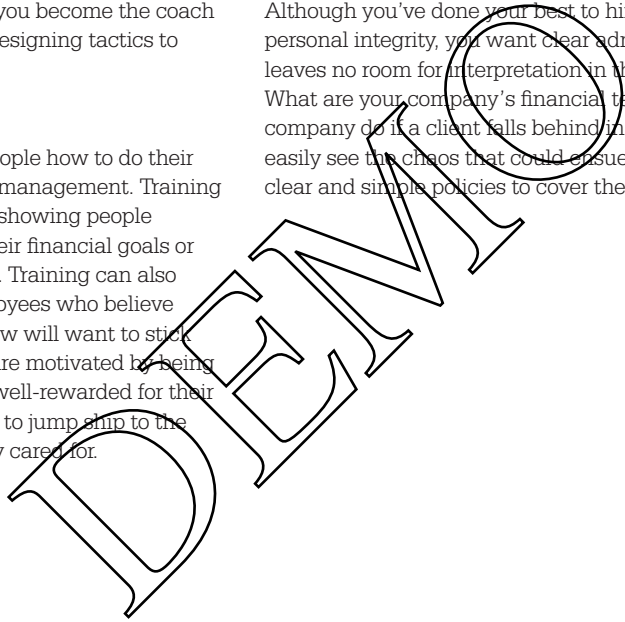 you become the coach
esigning tactics to
ople how to do their
management. Training
showing people
eir financial goals or
. Training can also
oyees who believe
w will want to stick
re motivated by being
well-rewarded for their
to jump ship to the
y cared for.
Although you've done your best to hi
personal integrity, you want clear adr
leaves no room for interpretation in th
What are your company's financial te
company do if a client falls behind in
easily see the chaos that could ensue
clear and simple policies to cover the
DEMO